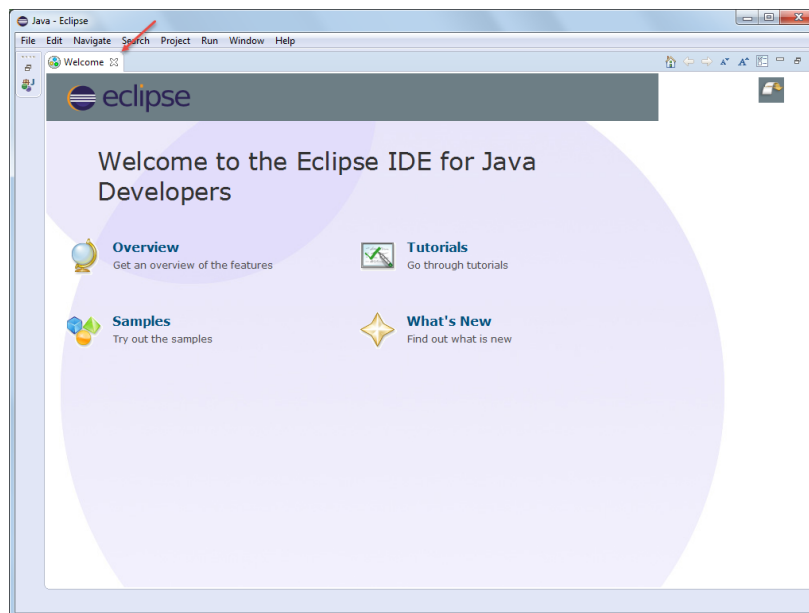 Java - Eclipse
File Edit Navigate Search Project Run Window Help
Welcome
eclipse
Welcome to the Eclipse IDE for Java
Developers
Overview
Get an overview of the features
Tutorials
Go through tutorials
Samples
Try out the samples
What's New
Find out what is new